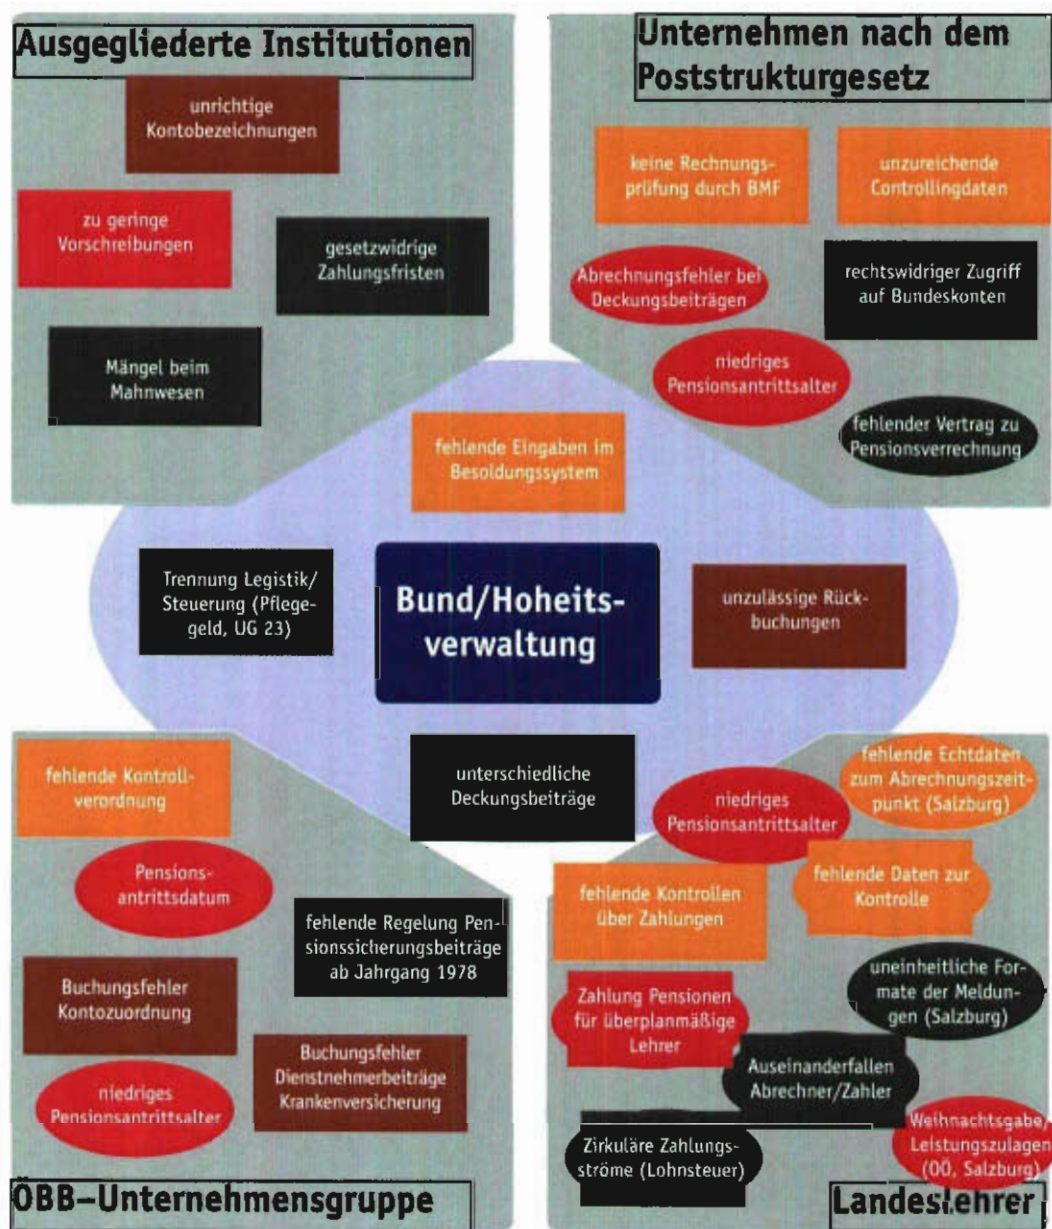 Ausgegliederte Institutionen
unrichtige
Kontobezeichnungen
zu geringe
Vorschreibungen
gesetzwidrige
Zahlungsfristen
Mängel beim
Mahnwesen
Unternehmen nach dem
Poststrukturgesetz
keine Rechnungs-
prüfung durch BMF
unzureichende
Controllingdaten
Abrechnungsfehler bei
Deckungsbeiträgen
rechtswidriger Zugriff
auf Bundeskonten
niedriges
Pensionsantrittsalter
fehlender Vertrag zu
Pensionsverrechnung
fehlende Eingaben im
Besoldungssystem
Trennung Legistik/
Steuerung (Pflege-
geld, UG 23)
Bund/Hoheits-
verwaltung
unzulässige Rück-
buchungen
unterschiedliche
Deckungsbeiträge
fehlende Kontroll-
verordnung
Pensions-
antrittsdatum
fehlende Regelung Pen-
sionssicherungsbeiträge
ab Jahrgang 1978
Buchungsfehler
Kontozuordnung
Buchungsfehler
Dienstnehmerbeiträge
Krankenversicherung
niedriges
Pensionsantrittsalter
ÖBB–Unternehmensgruppe
niedriges
Pensionsantrittsalter
fehlende Echtdaten
zum Abrechnungszeit-
punkt (Salzburg)
fehlende Kontrollen
über Zahlungen
fehlende Daten zur
Kontrolle
uneinheitliche For-
mate der Meldun-
gen (Salzburg)
Zahlung Pensionen
für überplanmäßige
Lehrer
Auseinanderfallen
Abrechner/Zahler
Zirkuläre Zahlungs-
ströme (Lohnsteuer)
Weihnachtsgabe/
Leistungszulagen
(OÖ, Salzburg)
Landeslehrer